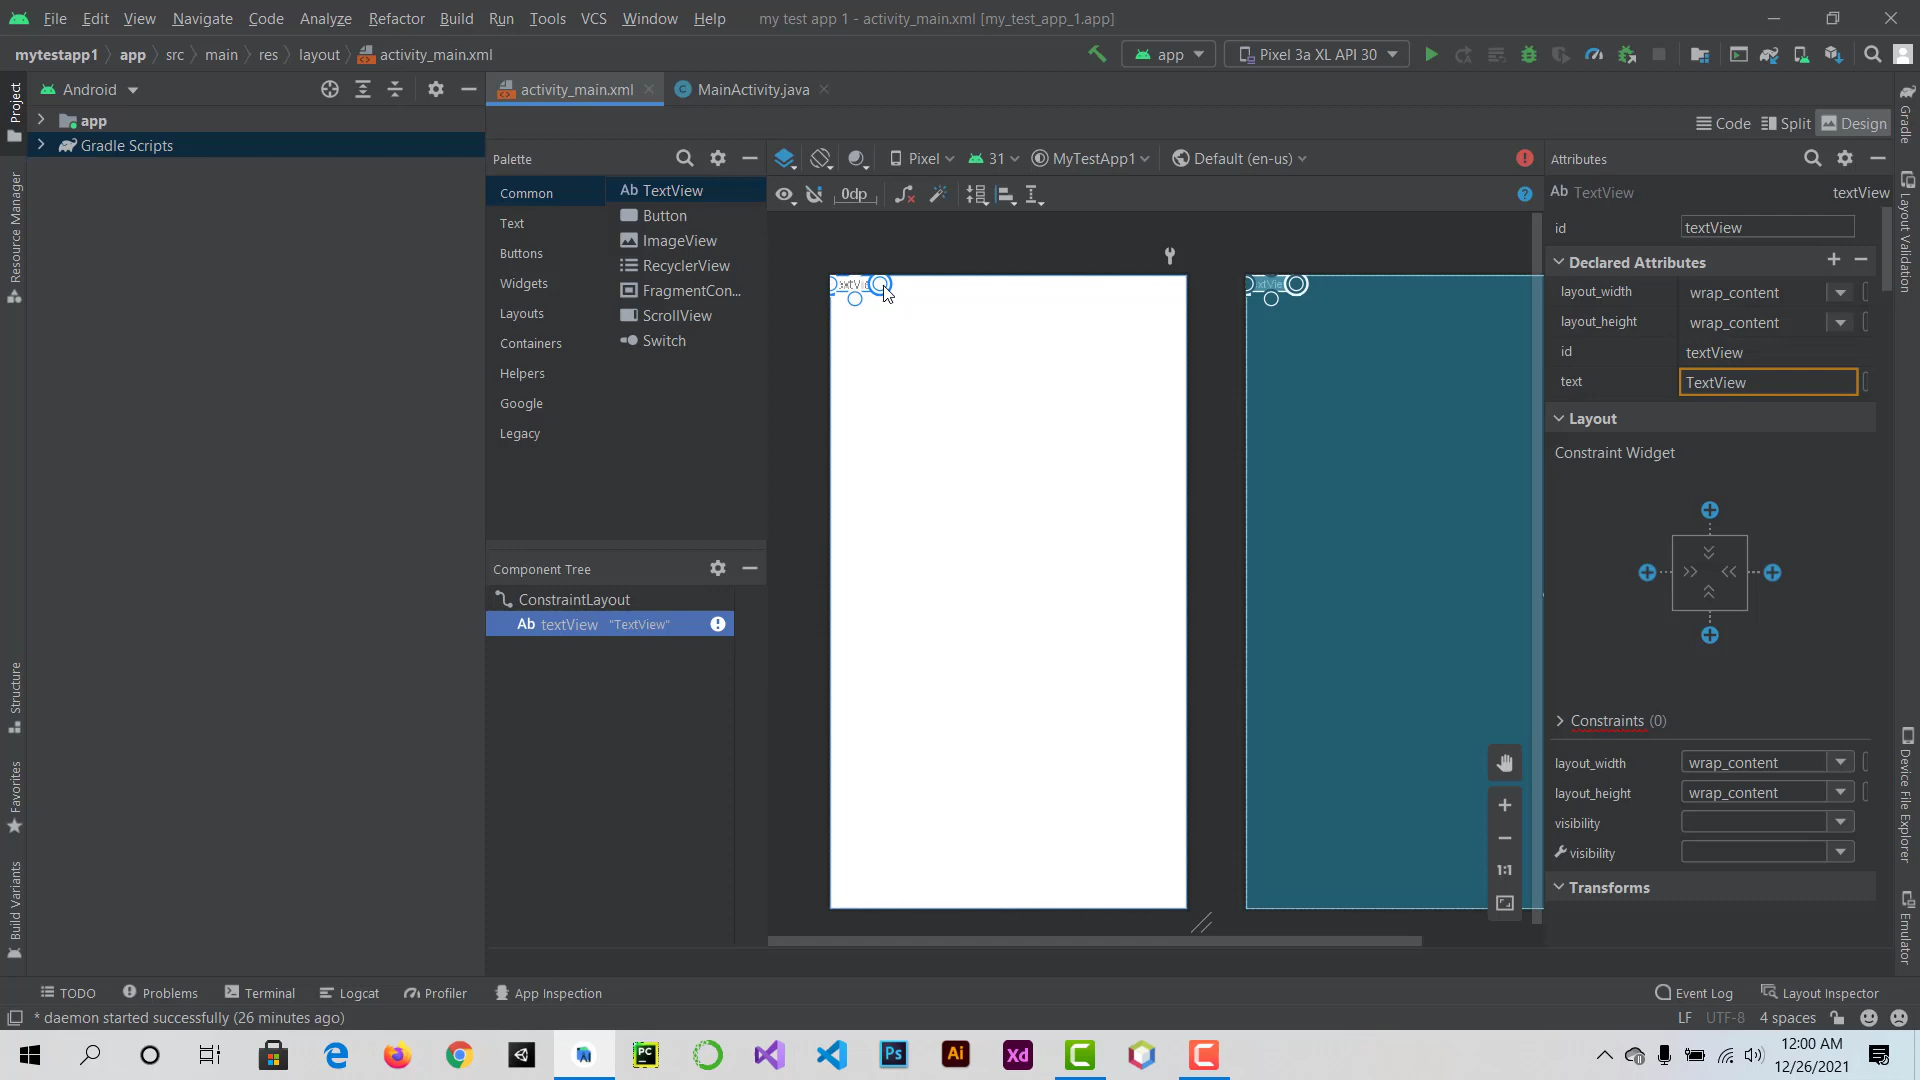 File Edit View Navigate Code Analyze Refactor Build Run Tools VCS Window Help my test app 1 - activity_main.xml [my_test_app_1.app]
mytestapp1 app src main res layout activity_main.xml app Pixel 3a XL API 30
Project
Android
activity_main.xml MainActivity.java
app
Gradle Scripts
Code Split Design
Gradle
Palette
Pixel 31 MyTestApp1 Default (en-us)
Attributes
Common
Text
Buttons
Widgets
Layouts
Containers
Helpers
Google
Legacy
Ab TextView
Button
ImageView
RecyclerView
FragmentCon...
ScrollView
Switch
0dp
Ab TextView textView
id textView
Declared Attributes
layout_width wrap_content
layout_height wrap_content
id textView
text TextView
Layout
Constraint Widget
Constraints (0)
layout_width wrap_content
layout_height wrap_content
visibility
visibility
Transforms
Resource Manager
Layout Validation
Component Tree
ConstraintLayout
Ab textView "TextView"
1:1
Structure
Favorites
Build Variants
Device File Explorer
Emulator
TODO Problems Terminal Logcat Profiler App Inspection Event Log Layout Inspector
* daemon started successfully (26 minutes ago) LF UTF-8 4 spaces
PC
Ps
Ai
Xd
12:00 AM
12/26/2021